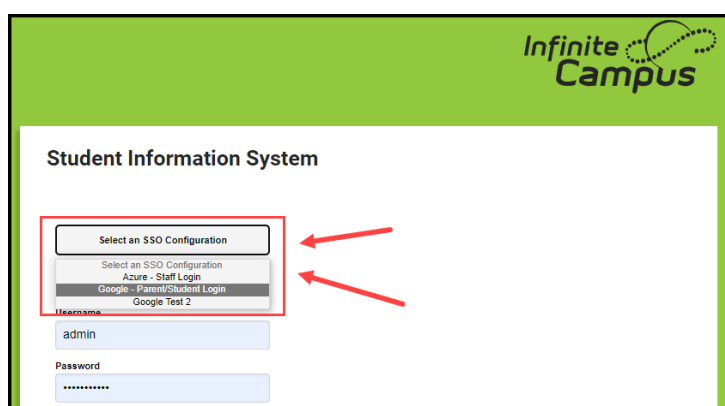 Infinite
Campus
Student Information System
Select an SSO Configuration
Select an SSO Configuration
Azure - Staff Login
Google - Parent/Student Login
Google Test 2
Username
admin
Password
•••••••••••